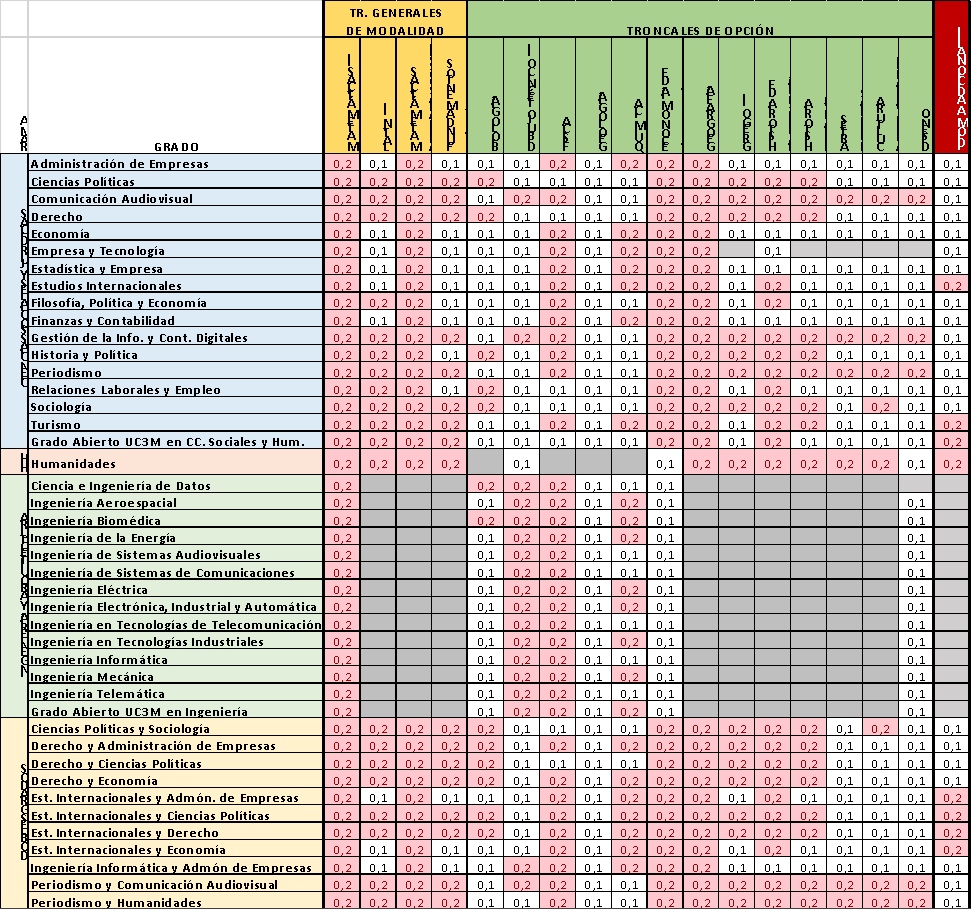 TR. GENERALES
DE MODALIDAD
TRONCALES DE OPCIÓN
GRADO
Administración de Empresas 0,2 0,1 0,2 0,1 0,1 0,1 0,2 0,1 0,2 0,2 0,2 0,1 0,1 0,1 0,1 0,1 0,1 0,1
Ciencias Políticas 0,2 0,2 0,2 0,2 0,2 0,1 0,1 0,1 0,1 0,2 0,2 0,2 0,2 0,2 0,1 0,1 0,1 0,1
Comunicación Audiovisual 0,2 0,2 0,2 0,2 0,1 0,2 0,2 0,1 0,1 0,2 0,2 0,2 0,2 0,2 0,2 0,2 0,2 0,1
Derecho 0,2 0,2 0,2 0,2 0,2 0,1 0,1 0,1 0,1 0,2 0,2 0,2 0,2 0,2 0,1 0,1 0,1 0,1
Economía 0,2 0,1 0,2 0,1 0,1 0,1 0,2 0,1 0,2 0,2 0,2 0,1 0,1 0,1 0,1 0,1 0,1 0,1
Empresa y Tecnología 0,2 0,1 0,2 0,1 0,1 0,1 0,2 0,1 0,2 0,2 0,2 0,1 0,1
Estadística y Empresa 0,2 0,1 0,2 0,1 0,1 0,1 0,2 0,1 0,2 0,2 0,2 0,1 0,1 0,1 0,1 0,1 0,1 0,1
Estudios Internacionales 0,2 0,1 0,2 0,1 0,1 0,1 0,2 0,1 0,2 0,2 0,2 0,1 0,2 0,1 0,1 0,1 0,1 0,2
Filosofía, Política y Economía 0,2 0,2 0,2 0,1 0,1 0,1 0,2 0,1 0,1 0,2 0,2 0,1 0,2 0,1 0,1 0,1 0,1 0,1
Finanzas y Contabilidad 0,2 0,1 0,2 0,1 0,1 0,1 0,2 0,1 0,2 0,2 0,2 0,1 0,1 0,1 0,1 0,1 0,1 0,1
Gestión de la Info. y Cont. Digitales 0,2 0,2 0,2 0,2 0,1 0,2 0,2 0,1 0,2 0,2 0,2 0,2 0,2 0,2 0,2 0,2 0,2 0,1
Historia y Política 0,2 0,2 0,2 0,1 0,2 0,1 0,2 0,1 0,1 0,2 0,2 0,2 0,2 0,2 0,1 0,1 0,1 0,1
Periodismo 0,2 0,2 0,2 0,2 0,1 0,1 0,2 0,1 0,1 0,2 0,2 0,2 0,2 0,2 0,2 0,2 0,2 0,1
Relaciones Laborales y Empleo 0,2 0,2 0,2 0,1 0,2 0,1 0,1 0,1 0,1 0,2 0,2 0,1 0,2 0,1 0,1 0,1 0,1 0,1
Sociología 0,2 0,2 0,2 0,2 0,2 0,1 0,1 0,1 0,1 0,2 0,2 0,2 0,2 0,2 0,1 0,2 0,1 0,1
Turismo 0,2 0,2 0,2 0,2 0,1 0,1 0,2 0,1 0,2 0,2 0,2 0,1 0,2 0,2 0,1 0,1 0,1 0,2
Grado Abierto UC3M en CC. Sociales y Hum. 0,2 0,2 0,2 0,2 0,1 0,1 0,1 0,1 0,1 0,2 0,2 0,1 0,2 0,1 0,1 0,1 0,1 0,2
Humanidades 0,2 0,2 0,2 0,2 0,1 0,1 0,2 0,2 0,2 0,2 0,2 0,2 0,1 0,2
Ciencia e Ingeniería de Datos 0,2 0,2 0,2 0,2 0,1 0,1 0,1
Ingeniería Aeroespacial 0,2 0,1 0,2 0,2 0,1 0,2 0,1 0,1
Ingeniería Biomédica 0,2 0,2 0,2 0,2 0,1 0,2 0,1 0,1
Ingeniería de la Energía 0,2 0,1 0,2 0,2 0,1 0,2 0,1 0,1
Ingeniería de Sistemas Audiovisuales 0,2 0,1 0,2 0,2 0,1 0,1 0,1 0,1
Ingeniería de Sistemas de Comunicaciones 0,2 0,1 0,2 0,2 0,1 0,1 0,1 0,1
Ingeniería Eléctrica 0,2 0,1 0,2 0,2 0,1 0,2 0,1 0,1
Ingeniería Electrónica, Industrial y Automática 0,2 0,1 0,2 0,2 0,1 0,2 0,1 0,1
Ingeniería en Tecnologías de Telecomunicación 0,2 0,1 0,2 0,2 0,1 0,1 0,1 0,1
Ingeniería en Tecnologías Industriales 0,2 0,1 0,2 0,2 0,1 0,2 0,1 0,1
Ingeniería Informática 0,2 0,1 0,2 0,2 0,1 0,1 0,1 0,1
Ingeniería Mecánica 0,2 0,1 0,2 0,2 0,1 0,2 0,1 0,1
Ingeniería Telemática 0,2 0,1 0,2 0,2 0,1 0,1 0,1 0,1
Grado Abierto UC3M en Ingeniería 0,2 0,1 0,2 0,2 0,1 0,2 0,1 0,1
Ciencias Políticas y Sociología 0,2 0,2 0,2 0,2 0,2 0,1 0,1 0,1 0,1 0,2 0,2 0,2 0,2 0,2 0,1 0,2 0,1 0,1
Derecho y Administración de Empresas 0,2 0,2 0,2 0,2 0,2 0,1 0,2 0,1 0,2 0,2 0,2 0,2 0,2 0,2 0,1 0,1 0,1 0,1
Derecho y Ciencias Políticas 0,2 0,2 0,2 0,2 0,2 0,1 0,1 0,1 0,1 0,2 0,2 0,2 0,2 0,2 0,1 0,1 0,1 0,1
Derecho y Economía 0,2 0,2 0,2 0,2 0,2 0,1 0,2 0,1 0,2 0,2 0,2 0,2 0,2 0,2 0,1 0,1 0,1 0,1
Est. Internacionales y Admón. de Empresas 0,2 0,1 0,2 0,1 0,1 0,1 0,2 0,1 0,2 0,2 0,2 0,1 0,2 0,1 0,1 0,1 0,1 0,2
Est. Internacionales y Ciencias Políticas 0,2 0,2 0,2 0,2 0,2 0,1 0,2 0,1 0,2 0,2 0,2 0,2 0,2 0,2 0,1 0,1 0,1 0,2
Est. Internacionales y Derecho 0,2 0,2 0,2 0,2 0,2 0,1 0,2 0,1 0,2 0,2 0,2 0,2 0,2 0,2 0,1 0,1 0,1 0,2
Est. Internacionales y Economía 0,2 0,1 0,2 0,1 0,1 0,1 0,2 0,1 0,2 0,2 0,2 0,1 0,2 0,1 0,1 0,1 0,1 0,2
Ingeniería Informática y Admón de Empresas 0,2 0,1 0,2 0,1 0,1 0,2 0,2 0,1 0,2 0,2 0,2 0,1 0,1 0,1 0,1 0,1 0,1 0,1
Periodismo y Comunicación Audiovisual 0,2 0,2 0,2 0,2 0,1 0,2 0,2 0,1 0,1 0,2 0,2 0,2 0,2 0,2 0,2 0,2 0,2 0,1
Periodismo y Humanidades 0,2 0,2 0,2 0,2 0,1 0,1 0,2 0,1 0,1 0,2 0,2 0,2 0,2 0,2 0,2 0,2 0,2 0,1